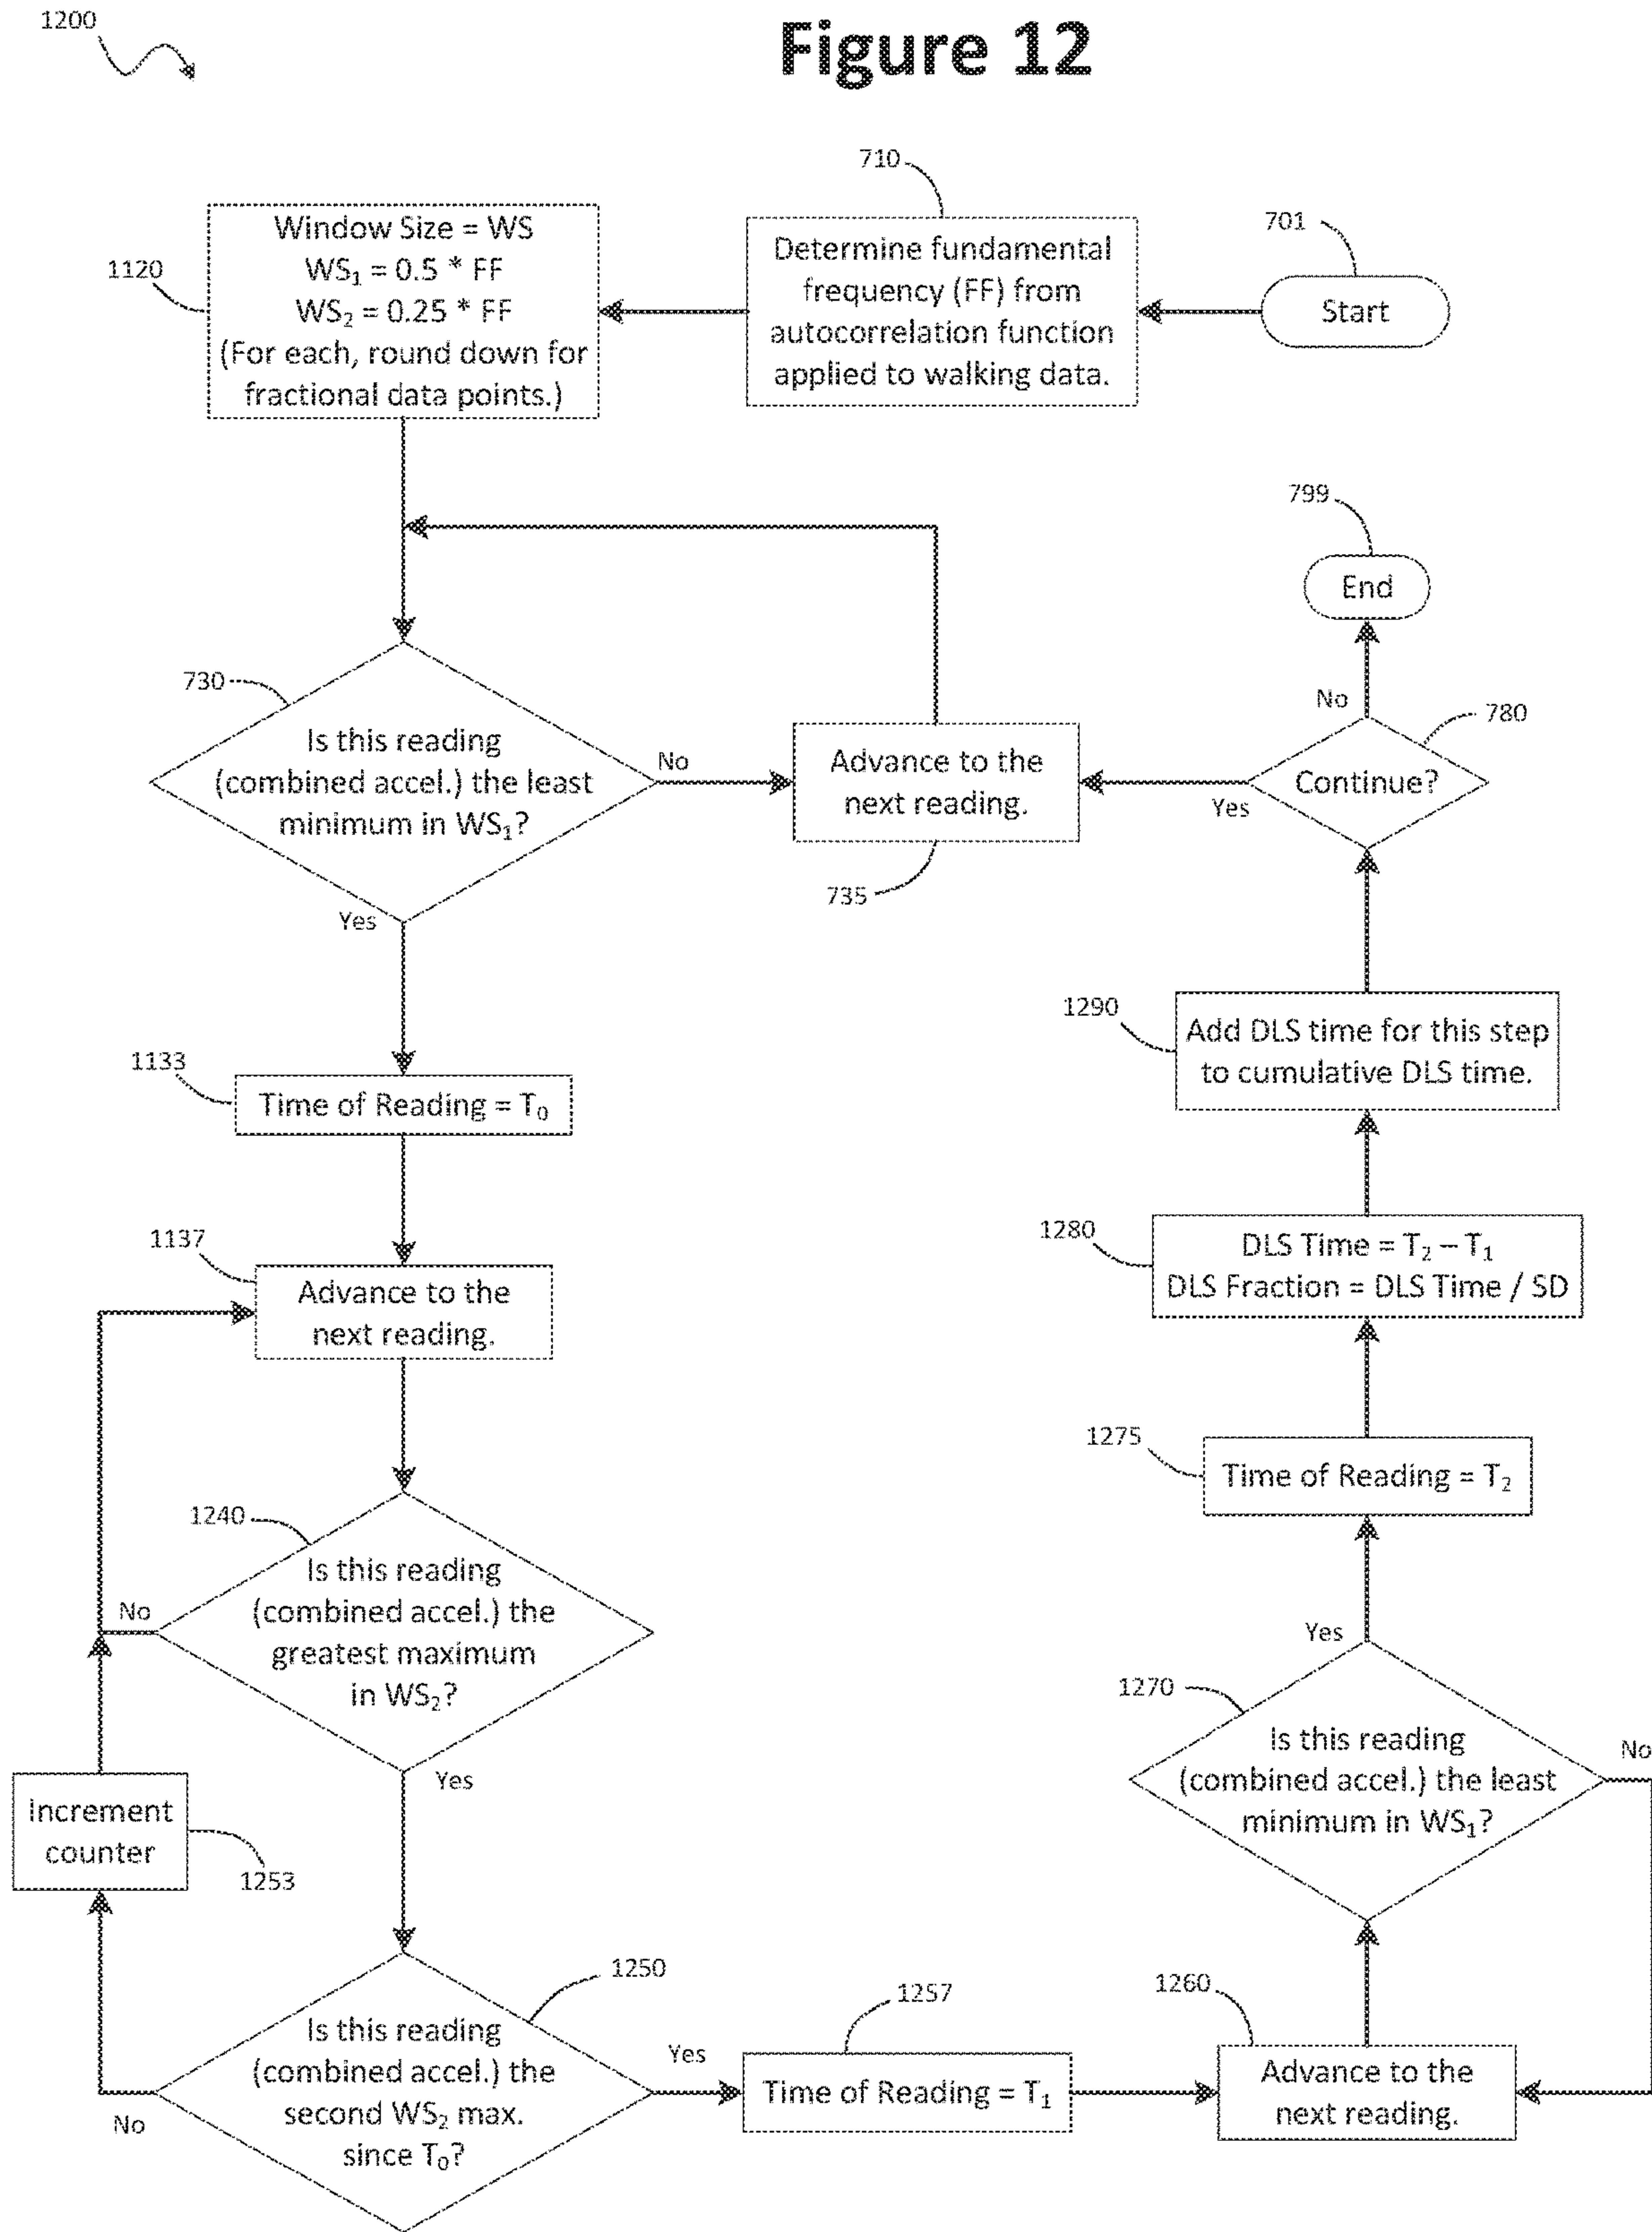 1200
Figure 12
701
Start
710
Determine fundamental
frequency (FF) from
autocorrelation function
applied to walking data.
1120
Window Size = WS
WS₁ = 0.5 * FF
WS₂ = 0.25 * FF
(For each, round down for
fractional data points.)
730
Is this reading
(combined accel.) the least
minimum in WS₁?
No
Yes
Advance to the
next reading.
735
1133
Time of Reading = T₀
1137
Advance to the
next reading.
1240
Is this reading
(combined accel.) the
greatest maximum
in WS₂?
No
Yes
Increment
counter
1253
1250
Is this reading
(combined accel.) the
second WS₂ max.
since T₀?
No
Yes
1257
Time of Reading = T₁
1260
Advance to the
next reading.
1270
Is this reading
(combined accel.) the least
minimum in WS₁?
No
Yes
1275
Time of Reading = T₂
1280
DLS Time = T₂ – T₁
DLS Fraction = DLS Time / SD
1290
Add DLS time for this step
to cumulative DLS time.
780
Continue?
Yes
No
799
End